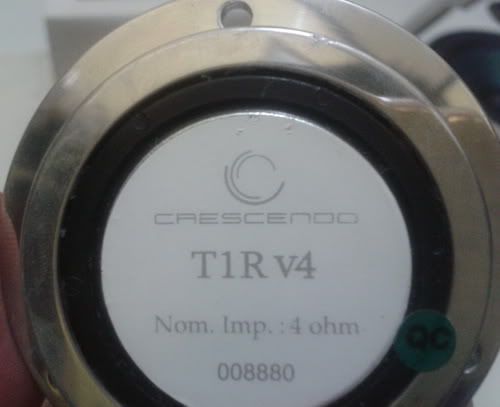 CRESCENDO
T1R v4
Nom. Imp. : 4 ohm
008880
QC